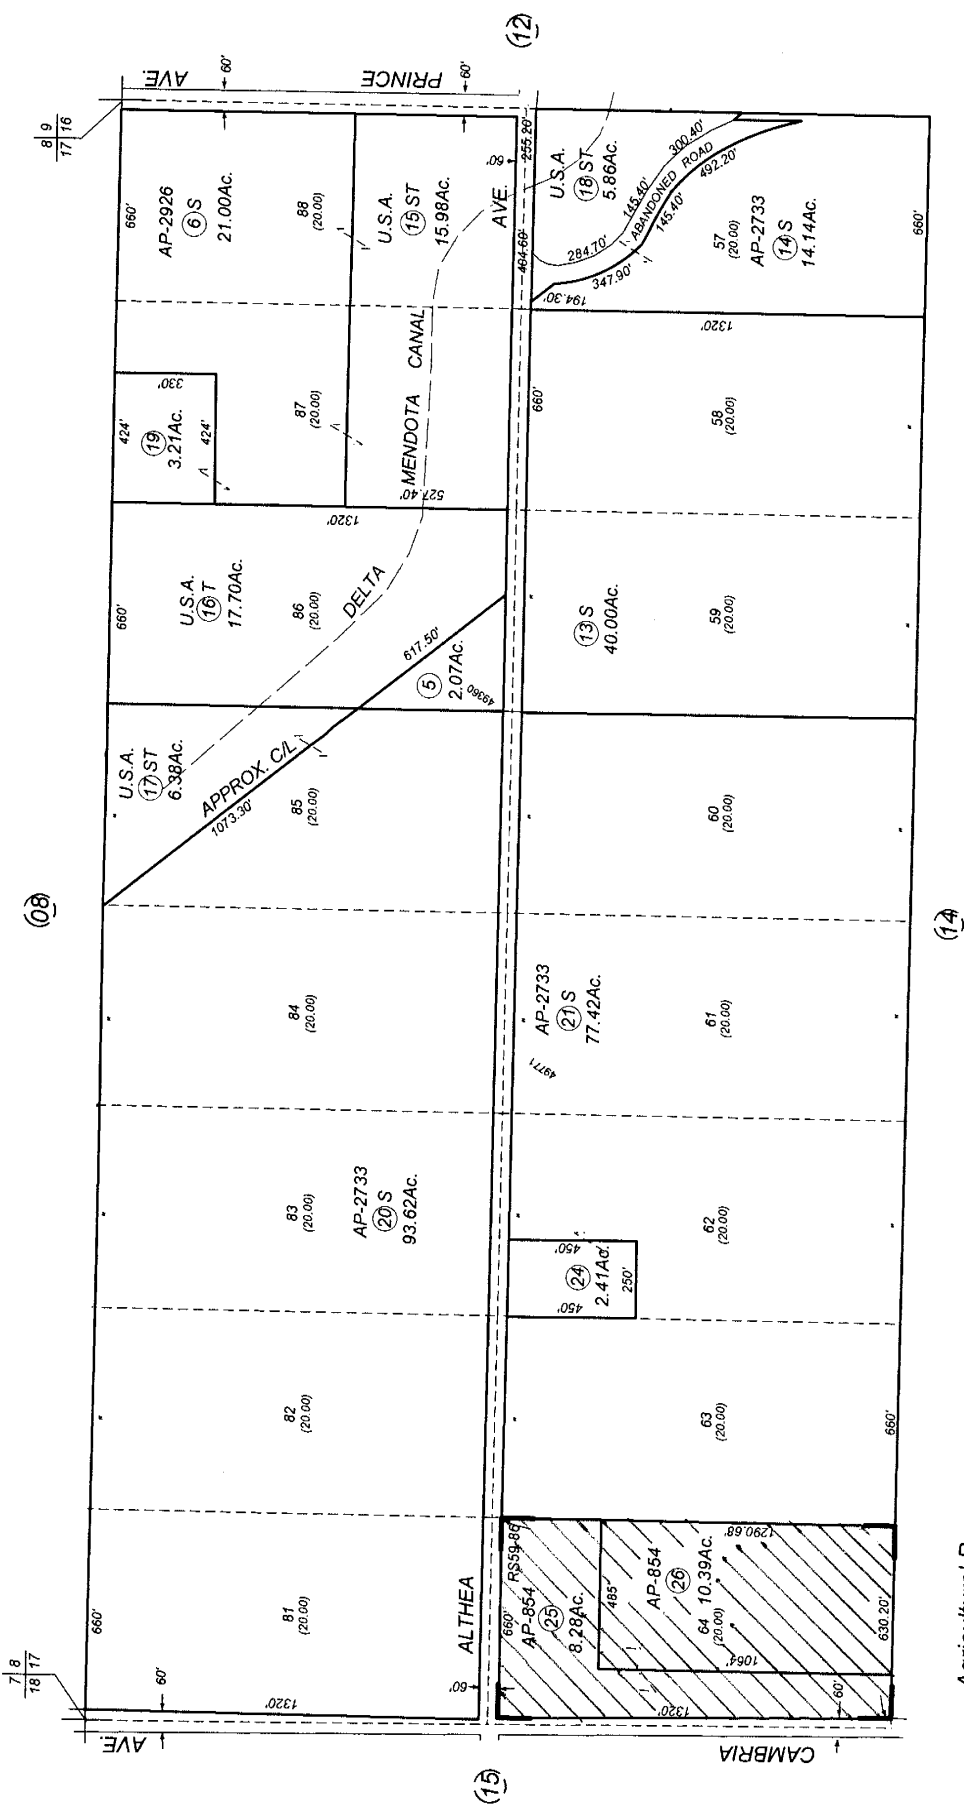 (12)
8 9
17 16
AVE.
60'
PRINCE
60'
660'
AP-2926
6 S
21.00Ac.
88
(20.00)
U.S.A.
15 ST
15.98Ac.
60'
AVE.
255.20'
U.S.A.
18 ST
5.86Ac.
300.40'
ABANDONED ROAD
492.20'
145.40'
145.40'
284.70'
347.90'
194.30'
464.60'
57
(20.00)
AP-2733
14 S
14.14Ac.
660'
330'
424'
19
3.21Ac.
424'
87
(20.00)
MENDOTA CANAL
527.40'
660'
1320'
58
(20.00)
660'
U.S.A.
16 T
17.70Ac.
86
(20.00)
1320'
DELTA
617.50'
5
2.07Ac.
49360
13 S
40.00Ac.
59
(20.00)
U.S.A.
17 ST
6.38Ac.
APPROX. C/L
1073.30'
85
(20.00)
60
(20.00)
(08)
(14)
84
(20.00)
AP-2733
21 S
77.42Ac.
49771
61
(20.00)
83
(20.00)
AP-2733
20 S
93.62Ac.
62
(20.00)
450'
24
2.41Ac.
450'
250'
82
(20.00)
63
(20.00)
660'
660'
81
(20.00)
ALTHEA
RS59-86
660'
AP-854
25
8.28Ac.
485'
AP-854
26
10.39Ac.
64
(20.00)
1290.68'
1064'
630.20'
7 8
18 17
60'
1320'
60'
1320'
60'
AVE.
CAMBRIA
(15)